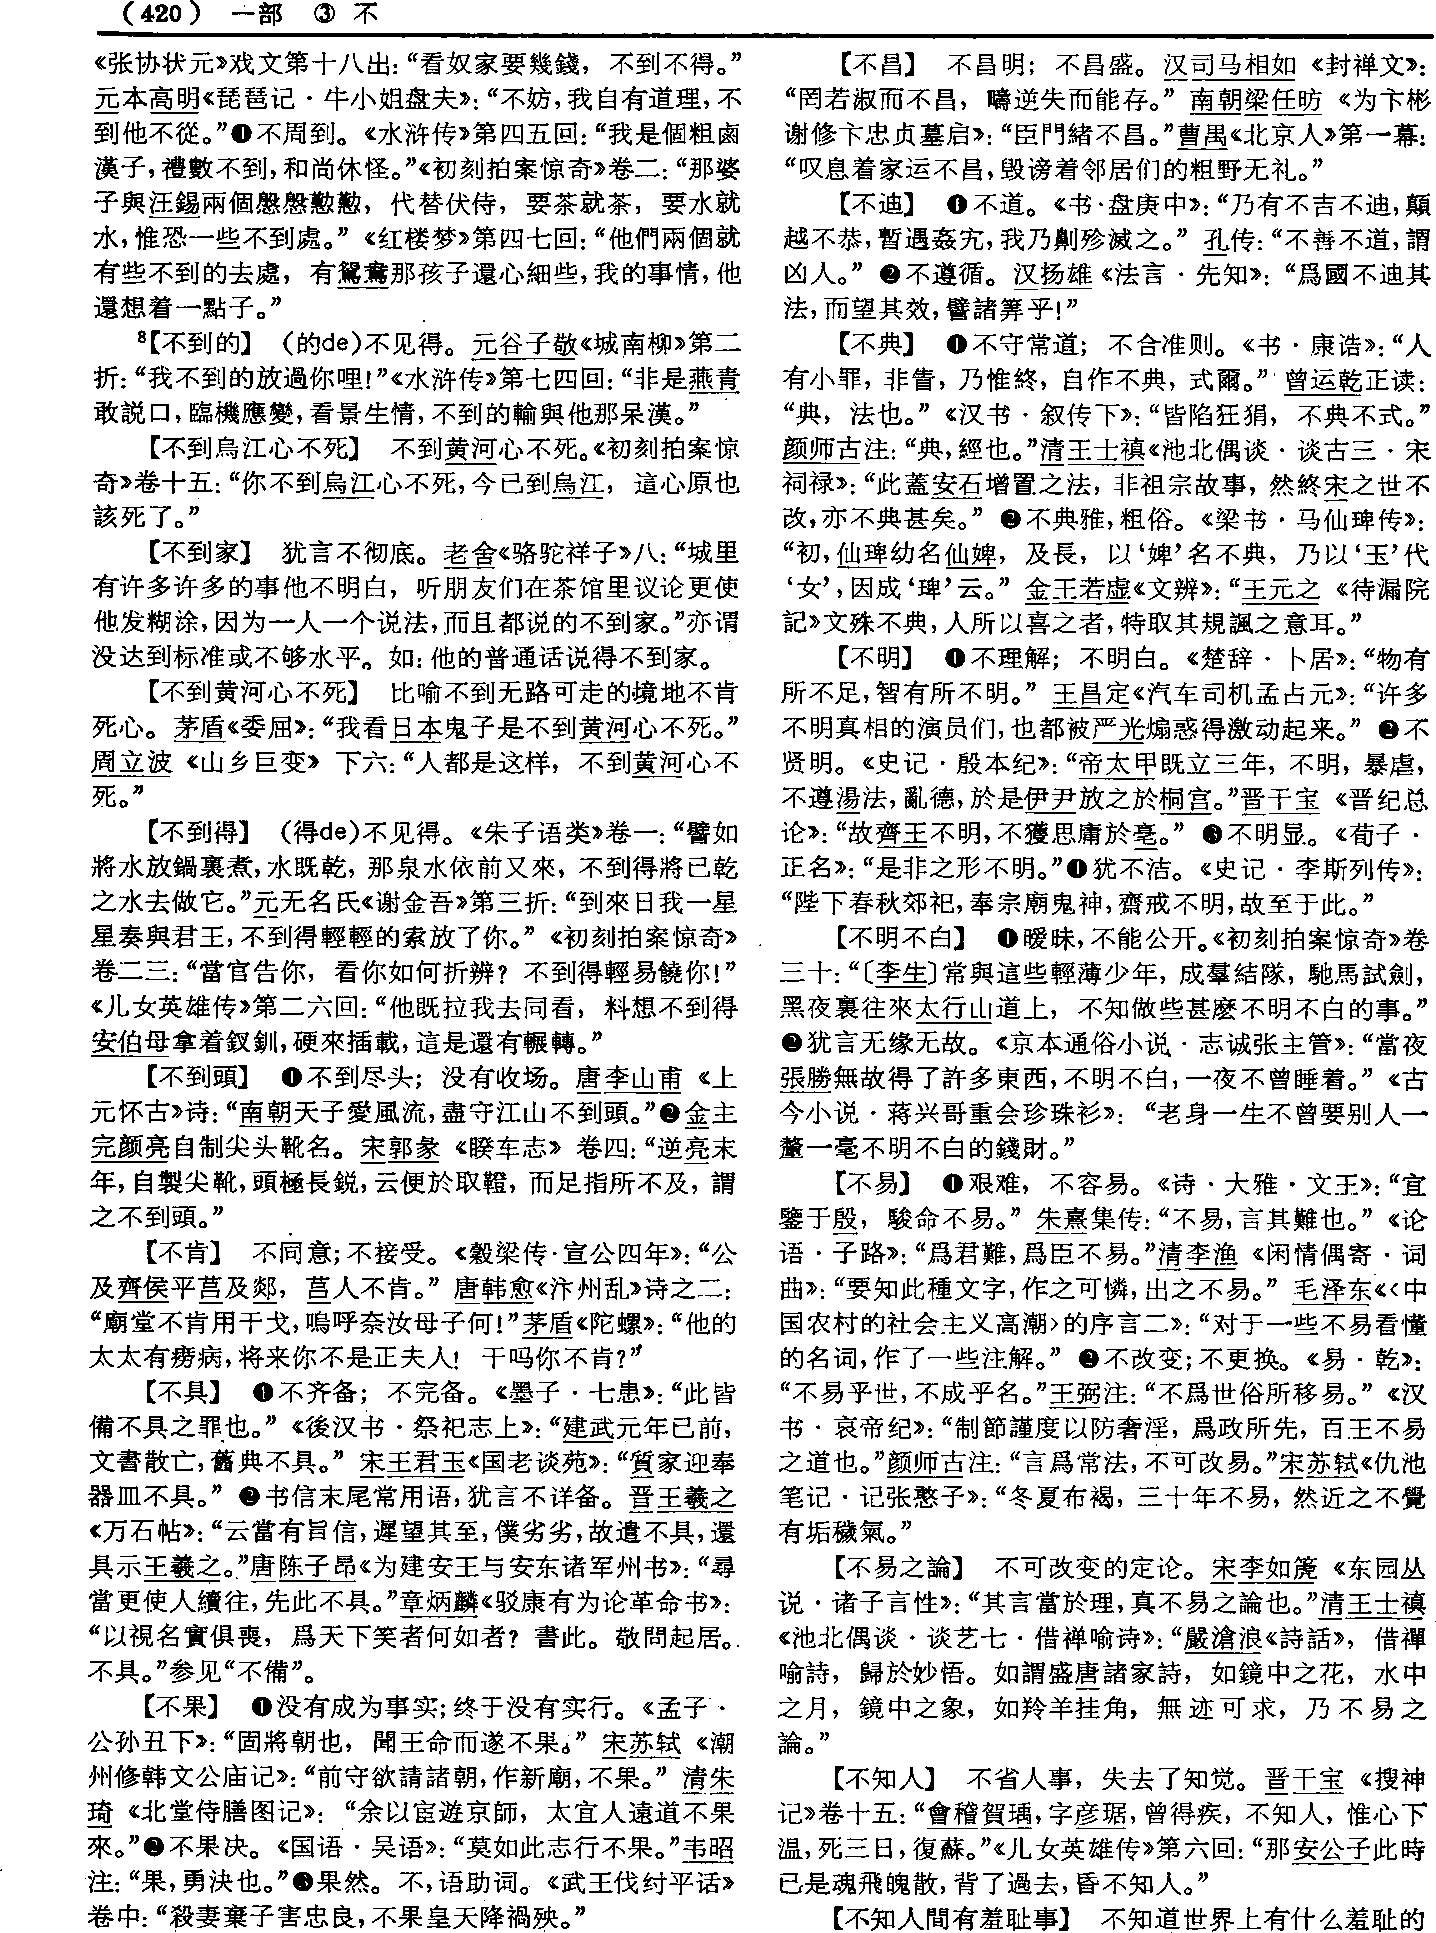 （420） 一部 ③ 不
《张协状元》戏文第十八出：“看奴家要幾錢，不到不得。”
元本高明《琵琶记·牛小姐盘夫》：“不妨，我自有道理，不
到他不從。”❹不周到。《水浒传》第四五回：“我是個粗鹵
漢子，禮數不到，和尚休怪。”《初刻拍案惊奇》卷二：“那婆
子與汪錫兩個慇慇懃懃，代替伏侍，要茶就茶，要水就
水，惟恐一些不到處。”《红楼梦》第四七回：“他們兩個就
有些不到的去處，有鴛鴦那孩子還心細些，我的事情，他
還想着一點子。”
⁸【不到的】（的de）不见得。元谷子敬《城南柳》第二
折：“我不到的放過你哩！”《水浒传》第七四回：“非是燕青
敢説口，臨機應變，看景生情，不到的輸與他那呆漢。”
【不到烏江心不死】 不到黄河心不死。《初刻拍案惊
奇》卷十五：“你不到烏江心不死，今已到烏江，這心原也
該死了。”
【不到家】 犹言不彻底。老舍《骆驼祥子》八：“城里
有许多许多的事他不明白，听朋友们在茶馆里议论更使
他发糊涂，因为一人一个说法，而且都说的不到家。”亦谓
没达到标准或不够水平。如：他的普通话说得不到家。
【不到黄河心不死】 比喻不到无路可走的境地不肯
死心。茅盾《委屈》：“我看日本鬼子是不到黄河心不死。”
周立波《山乡巨变》下六：“人都是这样，不到黄河心不
死。”
【不到得】（得de）不见得。《朱子语类》卷一：“譬如
將水放鍋裏煮，水既乾，那泉水依前又來，不到得將已乾
之水去做它。”元无名氏《谢金吾》第三折：“到來日我一星
星奏與君王，不到得輕輕的索放了你。”《初刻拍案惊奇》
卷二三：“當官告你，看你如何折辨？不到得輕易饒你！”
《儿女英雄传》第二六回：“他既拉我去同看，料想不到得
安伯母拿着釵釧，硬來插載，這是還有輾轉。”
【不到頭】 ❶不到尽头；没有收场。唐李山甫《上
元怀古》诗：“南朝天子愛風流，盡守江山不到頭。”❷金主
完颜亮自制尖头靴名。宋郭彖《睽车志》卷四：“逆亮末
年，自製尖靴，頭極長鋭，云便於取鐙，而足指所不及，謂
之不到頭。”
【不肯】 不同意；不接受。《穀梁传·宣公四年》：“公
及齊侯平莒及郯，莒人不肯。”唐韩愈《汴州乱》诗之二：
“廟堂不肯用干戈，嗚呼奈汝母子何！”茅盾《陀螺》：“他的
太太有痨病，将来你不是正夫人！干吗你不肯？”
【不具】 ❶不齐备；不完备。《墨子·七患》：“此皆
備不具之罪也。”《後汉书·祭祀志上》：“建武元年已前，
文書散亡，舊典不具。”宋王君玉《国老谈苑》：“質家迎奉
器皿不具。”❷书信末尾常用语，犹言不详备。晋王羲之
《万石帖》：“云當有旨信，遲望其至，僕劣劣，故遣不具，還
具示王羲之。”唐陈子昂《为建安王与安东诸军州书》：“尋
當更使人續往，先此不具。”章炳麟《驳康有为论革命书》：
“以視名實俱喪，爲天下笑者何如者？書此。敬問起居。
不具。”参见“不備”。
【不果】 ❶没有成为事实；终于没有实行。《孟子·
公孙丑下》：“固將朝也，聞王命而遂不果。”宋苏轼《潮
州修韩文公庙记》：“前守欲請諸朝，作新廟，不果。”清朱
琦《北堂侍膳图记》：“余以宦遊京師，太宜人遠道不果
來。”❷不果决。《国语·吴语》：“莫如此志行不果。”韦昭
注：“果，勇決也。”❸果然。不，语助词。《武王伐纣平话》
卷中：“殺妻棄子害忠良，不果皇天降禍殃。”
【不昌】 不昌明；不昌盛。汉司马相如《封禅文》：
“罔若淑而不昌，疇逆失而能存。”南朝梁任昉《为卞彬
谢修卞忠贞墓启》：“臣門緒不昌。”曹禺《北京人》第一幕：
“叹息着家运不昌，毁谤着邻居们的粗野无礼。”
【不迪】 ❶不道。《书·盘庚中》：“乃有不吉不迪，顛
越不恭，暫遇姦宄，我乃劓殄滅之。”孔传：“不善不道，謂
凶人。”❷不遵循。汉扬雄《法言·先知》：“爲國不迪其
法，而望其效，譬諸筭乎！”
【不典】 ❶不守常道；不合准则。《书·康诰》：“人
有小罪，非眚，乃惟終，自作不典，式爾。”曾运乾正读：
“典，法也。”《汉书·叙传下》：“皆陷狂狷，不典不式。”
颜师古注：“典，經也。”清王士禛《池北偶谈·谈古三·宋
祠禄》：“此蓋安石增置之法，非祖宗故事，然終宋之世不
改，亦不典甚矣。”❷不典雅，粗俗。《梁书·马仙琕传》：
“初，仙琕幼名仙婢，及長，以‘婢’名不典，乃以‘玉’代
‘女’，因成‘琕’云。”金王若虚《文辨》：“王元之《待漏院
記》文殊不典，人所以喜之者，特取其規諷之意耳。”
【不明】 ❶不理解；不明白。《楚辞·卜居》：“物有
所不足，智有所不明。”王昌定《汽车司机孟占元》：“许多
不明真相的演员们，也都被严光煽惑得激动起来。”❷不
贤明。《史记·殷本纪》：“帝太甲既立三年，不明，暴虐，
不遵湯法，亂德，於是伊尹放之於桐宫。”晋干宝《晋纪总
论》：“故齊王不明，不獲思庸於亳。”❸不明显。《荀子·
正名》：“是非之形不明。”❹犹不洁。《史记·李斯列传》：
“陛下春秋郊祀，奉宗廟鬼神，齋戒不明，故至于此。”
【不明不白】 ❶暧昧，不能公开。《初刻拍案惊奇》卷
三十：“〔李生〕常與這些輕薄少年，成羣結隊，馳馬試劍，
黑夜裏往來太行山道上，不知做些甚麽不明不白的事。”
❷犹言无缘无故。《京本通俗小说·志诚张主管》：“當夜
張勝無故得了許多東西，不明不白，一夜不曾睡着。”《古
今小说·蒋兴哥重会珍珠衫》：“老身一生不曾要别人一
釐一毫不明不白的錢財。”
【不易】 ❶艰难，不容易。《诗·大雅·文王》：“宜
鑒于殷，駿命不易。”朱熹集传：“不易，言其難也。”《论
语·子路》：“爲君難，爲臣不易。”清李渔《闲情偶寄·词
曲》：“要知此種文字，作之可憐，出之不易。”毛泽东《〈中
国农村的社会主义高潮〉的序言二》：“对于一些不易看懂
的名词，作了一些注解。”❷不改变；不更换。《易·乾》：
“不易乎世，不成乎名。”王弼注：“不爲世俗所移易。”《汉
书·哀帝纪》：“制節謹度以防奢淫，爲政所先，百王不易
之道也。”颜师古注：“言爲常法，不可改易。”宋苏轼《仇池
笔记·记张憨子》：“冬夏布褐，三十年不易，然近之不覺
有垢穢氣。”
【不易之論】 不可改变的定论。宋李如篪《东园丛
说·诸子言性》：“其言當於理，真不易之論也。”清王士禛
《池北偶谈·谈艺七·借禅喻诗》：“嚴滄浪《詩話》，借禪
喻詩，歸於妙悟。如謂盛唐諸家詩，如鏡中之花，水中
之月，鏡中之象，如羚羊挂角，無迹可求，乃不易之
論。”
【不知人】 不省人事，失去了知觉。晋干宝《搜神
记》卷十五：“會稽賀瑀，字彦琚，曾得疾，不知人，惟心下
温，死三日，復蘇。”《儿女英雄传》第六回：“那安公子此時
已是魂飛魄散，背了過去，昏不知人。”
【不知人間有羞耻事】 不知道世界上有什么羞耻的